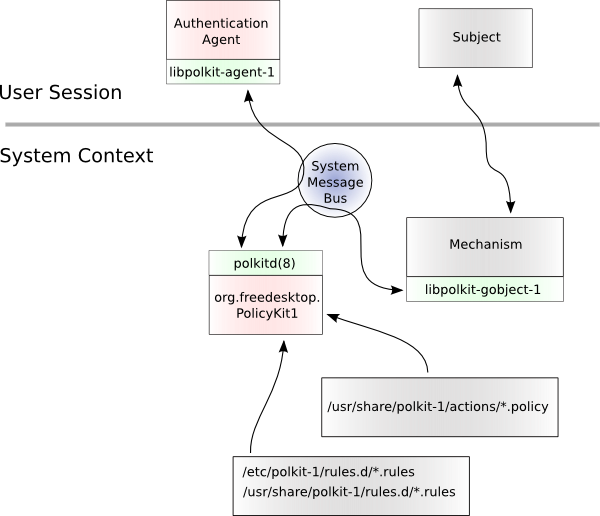 Authentication
Agent
libpolkit-agent-1
Subject
User Session
System Context
System
Message
Bus
Mechanism
libpolkit-gobject-1
polkitd(8)
org.freedesktop.
PolicyKit1
/usr/share/polkit-1/actions/*.policy
/etc/polkit-1/rules.d/*.rules
/usr/share/polkit-1/rules.d/*.rules